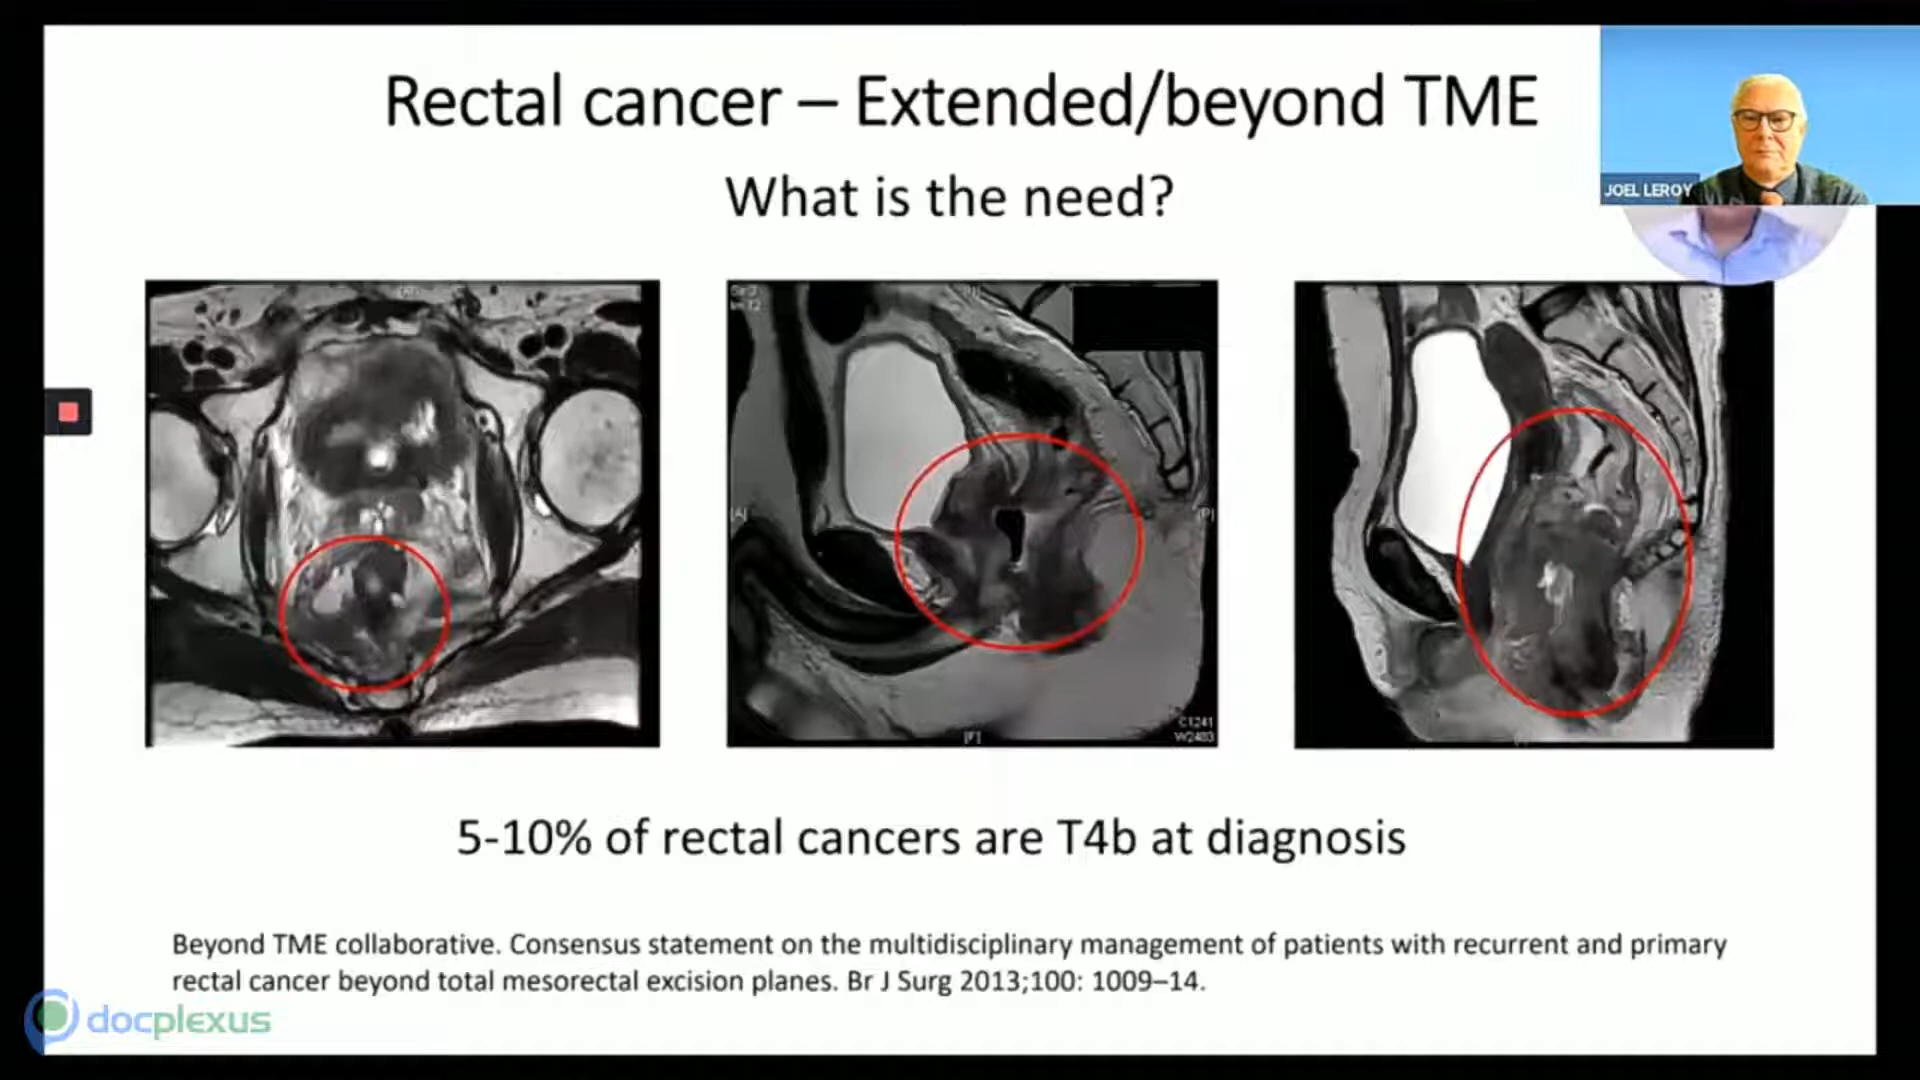 Rectal cancer – Extended/beyond TME
What is the need?
JOEL LEROY
[A]
[P]
[F]
C1241
W2483
5-10% of rectal cancers are T4b at diagnosis
Beyond TME collaborative. Consensus statement on the multidisciplinary management of patients with recurrent and primary
rectal cancer beyond total mesorectal excision planes. Br J Surg 2013;100: 1009–14.
docplexus